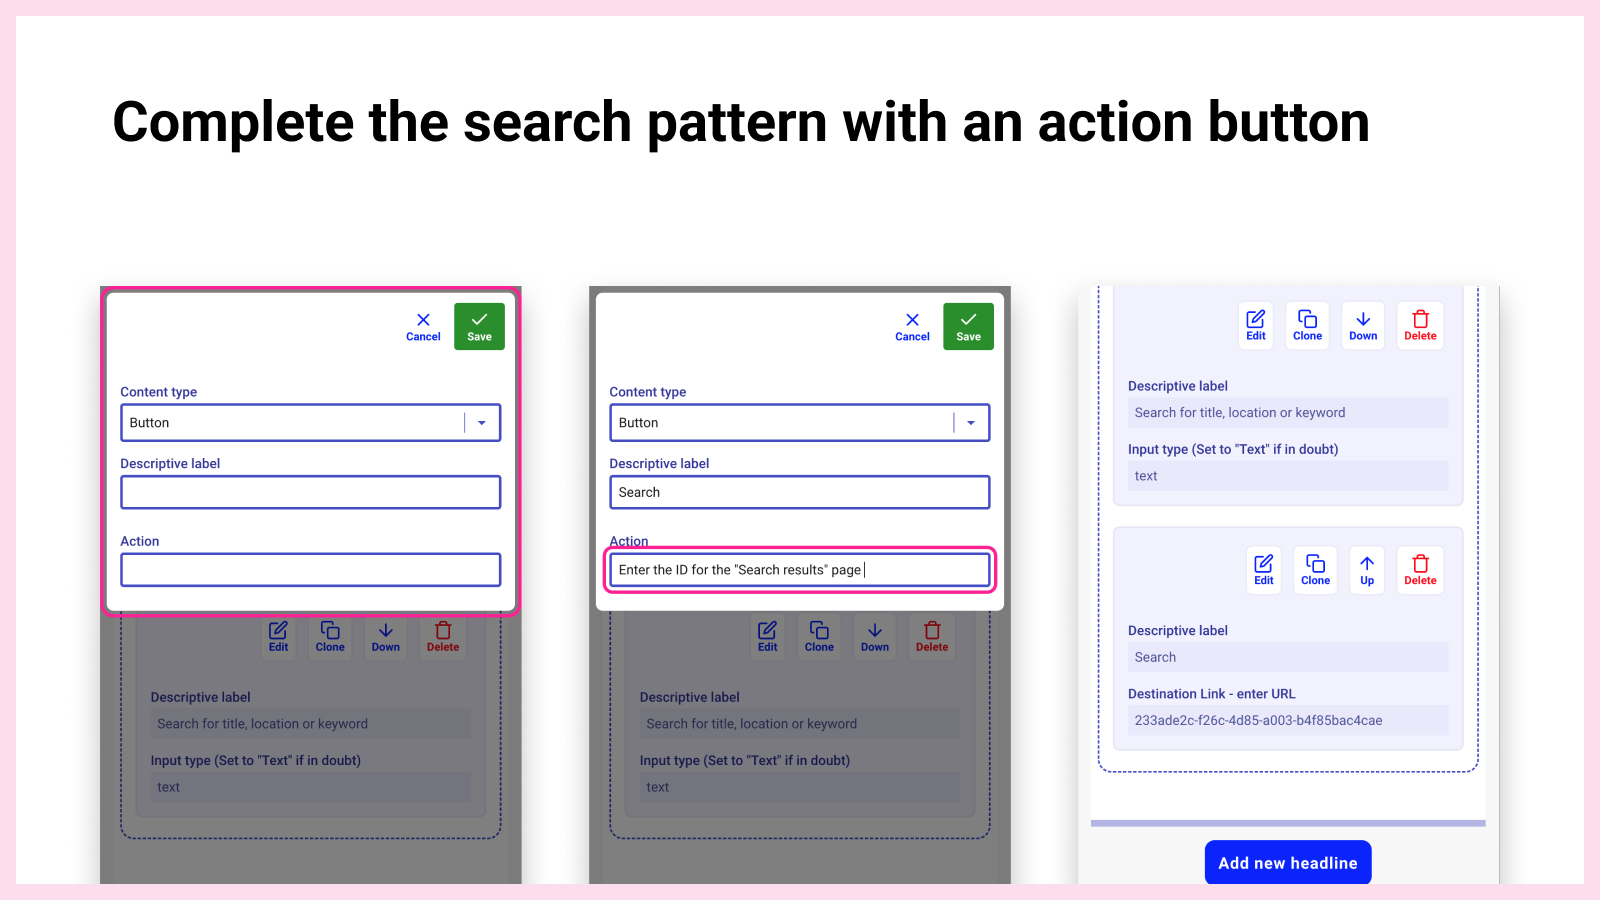 Complete the search pattern with an action button
Cancel
Save
Content type
Button
Descriptive label
Action
Edit
Clone
Down
Delete
Descriptive label
Search for title, location or keyword
Input type (Set to "Text" if in doubt)
text
Cancel
Save
Content type
Button
Descriptive label
Search
Action
Enter the ID for the "Search results" page
Edit
Clone
Down
Delete
Descriptive label
Search for title, location or keyword
Input type (Set to "Text" if in doubt)
text
Edit
Clone
Down
Delete
Descriptive label
Search for title, location or keyword
Input type (Set to "Text" if in doubt)
text
Edit
Clone
Up
Delete
Descriptive label
Search
Destination Link - enter URL
233ade2c-f26c-4d85-a003-b4f85bac4cae
Add new headline